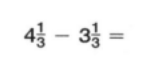 4⅓ − 3⅓ =